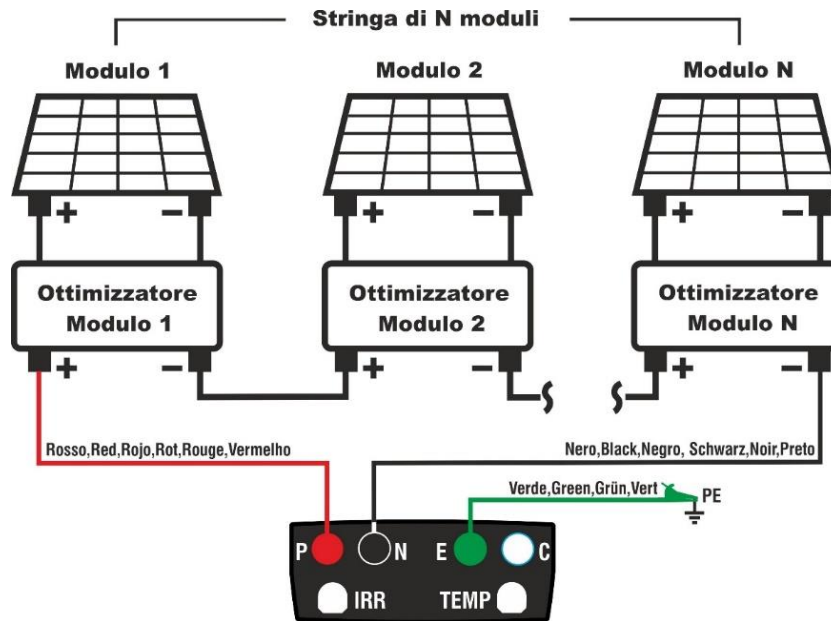 Stringa di N moduli
Modulo 1
Modulo 2
Modulo N
+ −
+ −
+ −
Ottimizzatore
Modulo 1
Ottimizzatore
Modulo 2
Ottimizzatore
Modulo N
+ −
+ −
+ −
Rosso,Red,Rojo,Rot,Rouge,Vermelho
Nero,Black,Negro, Schwarz,Noir,Preto
Verde,Green,Grün,Vert
PE
P N E C
IRR TEMP